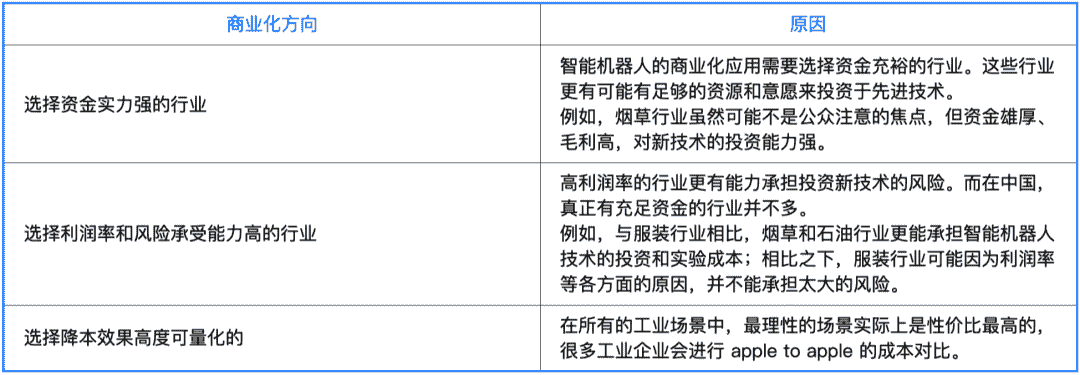 商业化方向
原因
选择资金实力强的行业
智能机器人的商业化应用需要选择资金充裕的行业。这些行业
更有可能有足够的资源和意愿来投资于先进技术。
例如，烟草行业虽然可能不是公众注意的焦点，但资金雄厚、
毛利高，对新技术的投资能力强。
选择利润率和风险承受能力高的行业
高利润率的行业更有能力承担投资新技术的风险。而在中国，
真正有充足资金的行业并不多。
例如，与服装行业相比，烟草和石油行业更能承担智能机器人
技术的投资和实验成本；相比之下，服装行业可能因为利润率
等各方面的原因，并不能承担太大的风险。
选择降本效果高度可量化的
在所有的工业场景中，最理性的场景实际上是性价比最高的，
很多工业企业会进行 apple to apple 的成本对比。